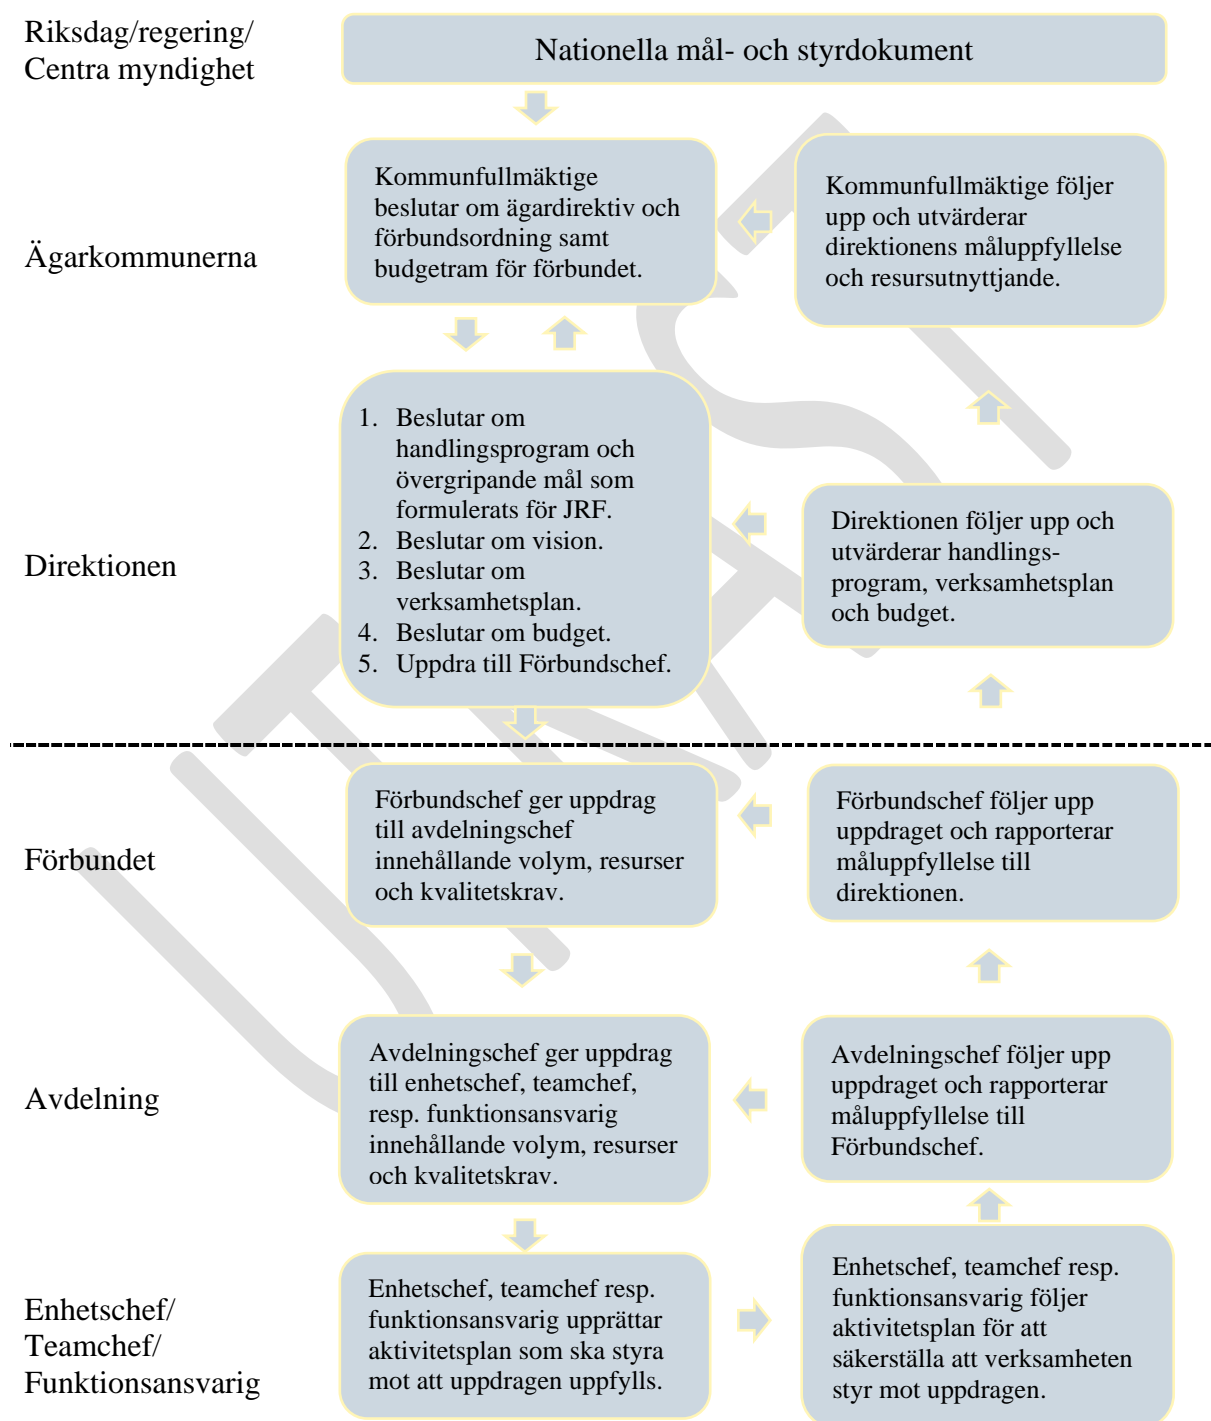 Riksdag/regering/
Centra myndighet
Nationella mål- och styrdokument
Ägarkommunerna
Kommunfullmäktige
beslutar om ägardirektiv och
förbundsordning samt
budgetram för förbundet.
Kommunfullmäktige följer
upp och utvärderar
direktionens måluppfyllelse
och resursutnyttjande.
Direktionen
1. Beslutar om
handlingsprogram och
övergripande mål som
formulerats för JRF.
2. Beslutar om vision.
3. Beslutar om
verksamhetsplan.
4. Beslutar om budget.
5. Uppdra till Förbundschef.
Direktionen följer upp och
utvärderar handlings-
program, verksamhetsplan
och budget.
Förbundet
Förbundschef ger uppdrag
till avdelningschef
innehållande volym, resurser
och kvalitetskrav.
Förbundschef följer upp
uppdraget och rapporterar
måluppfyllelse till
direktionen.
Avdelning
Avdelningschef ger uppdrag
till enhetschef, teamchef,
resp. funktionsansvarig
innehållande volym, resurser
och kvalitetskrav.
Avdelningschef följer upp
uppdraget och rapporterar
måluppfyllelse till
Förbundschef.
Enhetschef/
Teamchef/
Funktionsansvarig
Enhetschef, teamchef resp.
funktionsansvarig upprättar
aktivitetsplan som ska styra
mot att uppdragen uppfylls.
Enhetschef, teamchef resp.
funktionsansvarig följer
aktivitetsplan för att
säkerställa att verksamheten
styr mot uppdragen.
UTKAST